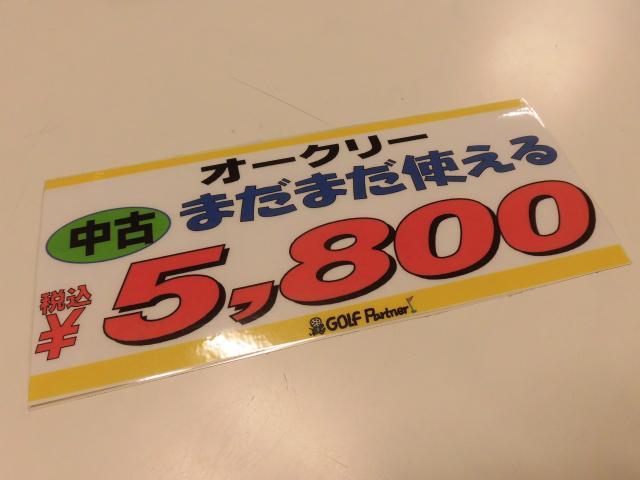 オークリー
中古
まだまだ使える
税込
¥5,800
GOLF Partner